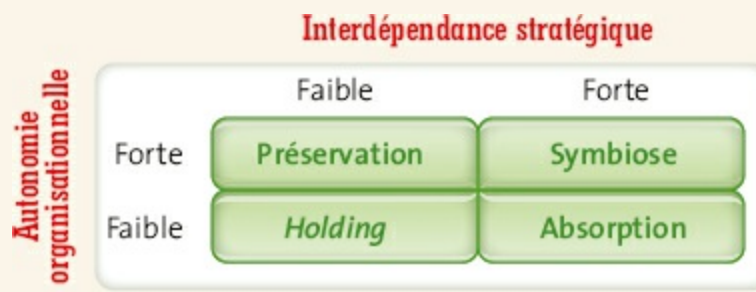 Interdépendance stratégique
Autonomie
organisationnelle
Faible Forte
Forte Préservation Symbiose
Faible Holding Absorption